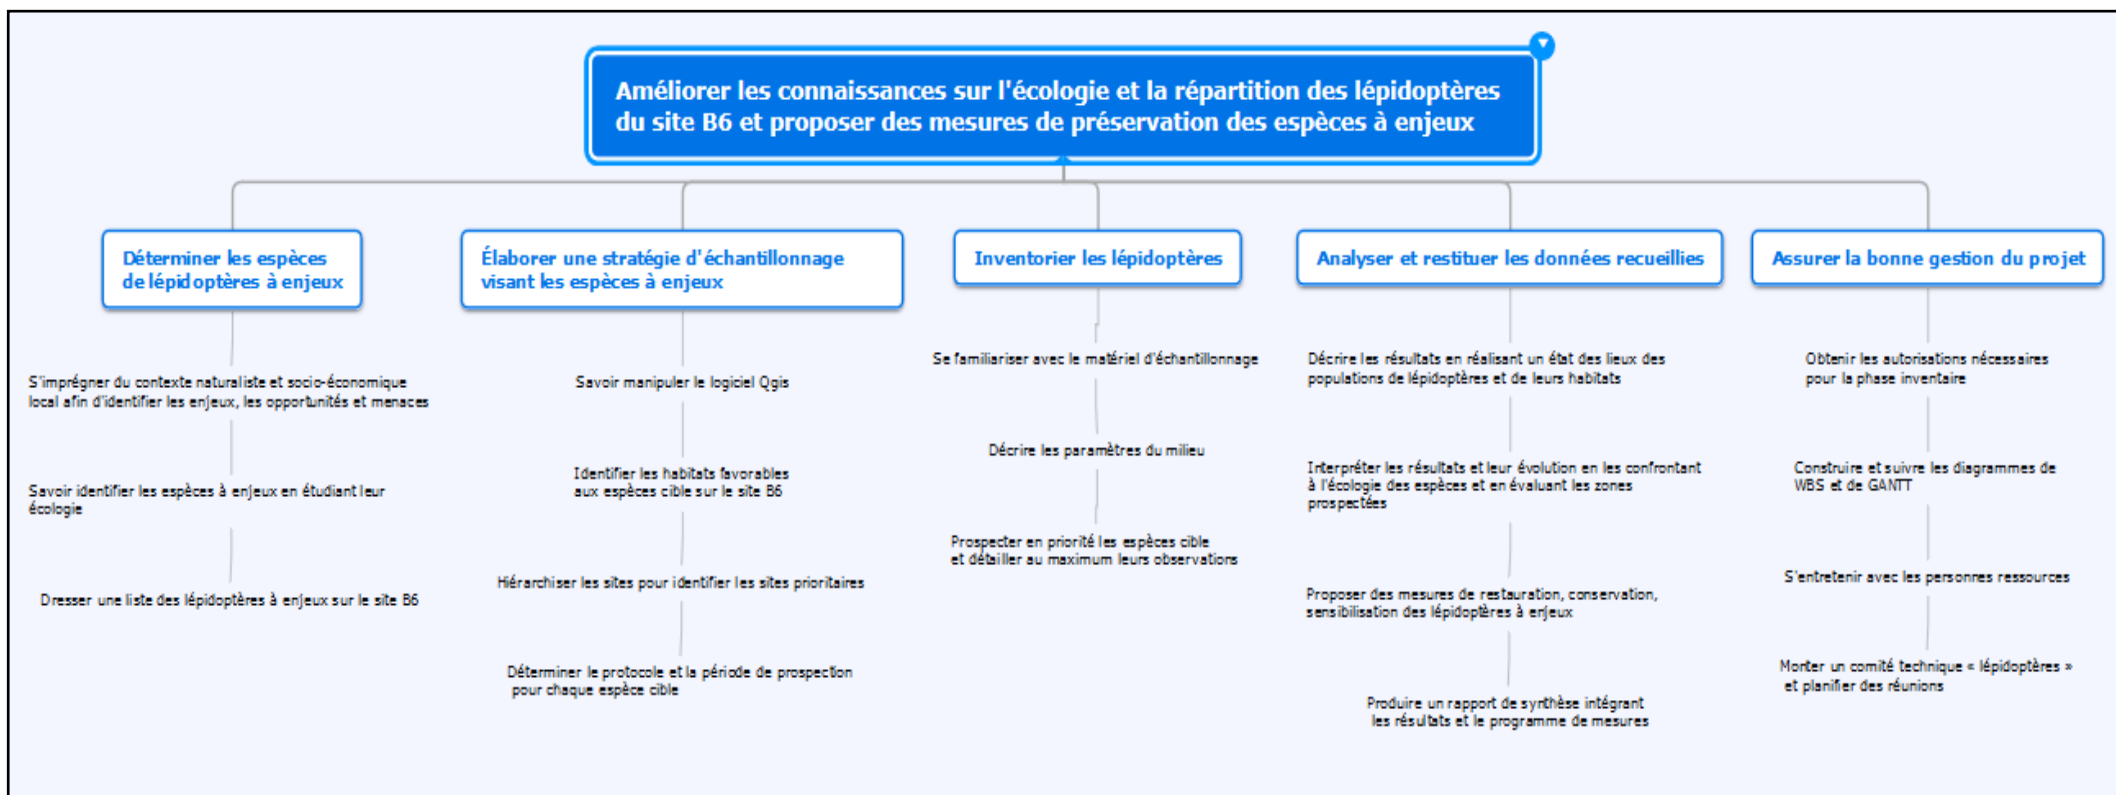 Améliorer les connaissances sur l'écologie et la répartition des lépidoptères
du site B6 et proposer des mesures de préservation des espèces à enjeux
Déterminer les espèces
de lépidoptères à enjeux
S'imprégner du contexte naturaliste et socio-économique
local afin d'identifier les enjeux, les opportunités et menaces
Savoir identifier les espèces à enjeux en étudiant leur
écologie
Dresser une liste des lépidoptères à enjeux sur le site B6
Élaborer une stratégie d'échantillonnage
visant les espèces à enjeux
Savoir manipuler le logiciel Qgis
Identifier les habitats favorables
aux espèces cible sur le site B6
Hiérarchiser les sites pour identifier les sites prioritaires
Déterminer le protocole et la période de prospection
pour chaque espèce cible
Inventorier les lépidoptères
Se familiariser avec le matériel d'échantillonnage
Décrire les paramètres du milieu
Prospecter en priorité les espèces cible
et détailler au maximum leurs observations
Analyser et restituer les données recueillies
Décrire les résultats en réalisant un état des lieux des
populations de lépidoptères et de leurs habitats
Interpréter les résultats et leur évolution en les confrontant
à l'écologie des espèces et en évaluant les zones
prospectées
Proposer des mesures de restauration, conservation,
sensibilisation des lépidoptères à enjeux
Produire un rapport de synthèse intégrant
les résultats et le programme de mesures
Assurer la bonne gestion du projet
Obtenir les autorisations nécessaires
pour la phase inventaire
Construire et suivre les diagrammes de
WBS et de GANTT
S'entretenir avec les personnes ressources
Monter un comité technique « lépidoptères »
et planifier des réunions